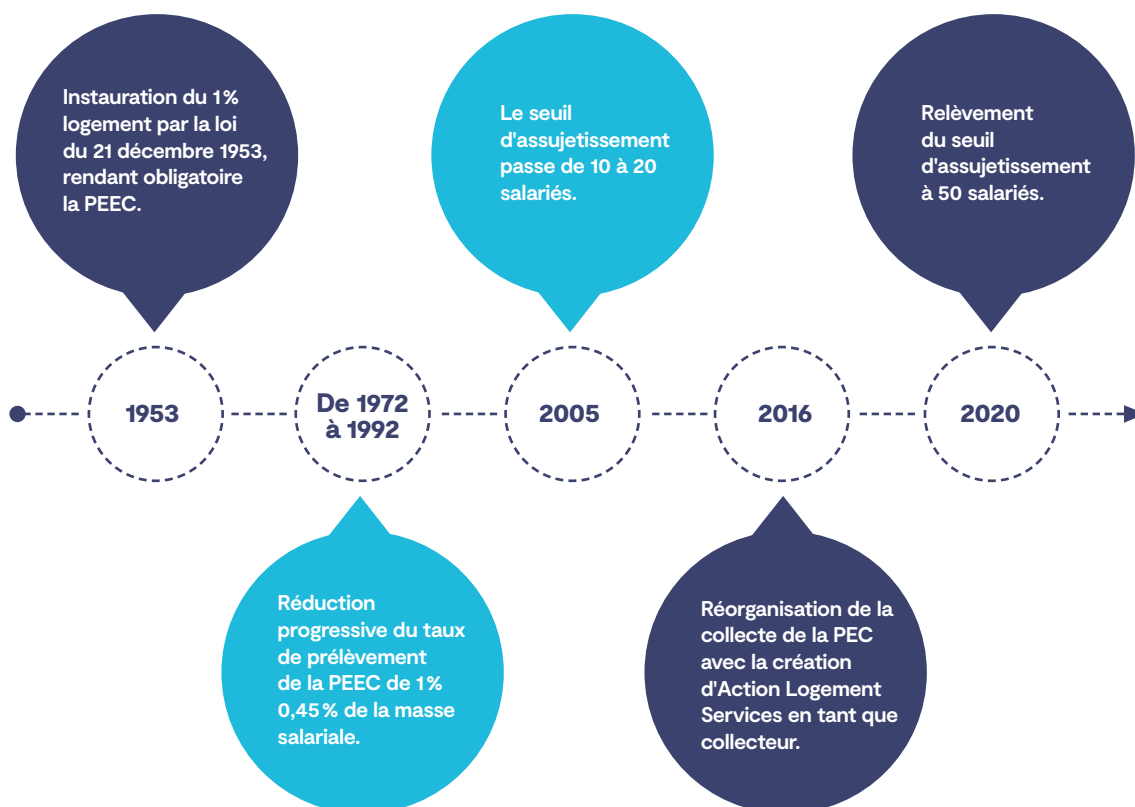 Instauration du 1%
logement par la loi
du 21 décembre 1953,
rendant obligatoire
la PEEC.
Le seuil
d'assujetissement
passe de 10 à 20
salariés.
Relèvement
du seuil
d'assujetissement
à 50 salariés.
1953
De 1972
à 1992
2005
2016
2020
Réduction
progressive du taux
de prélèvement
de la PEEC de 1%
0,45% de la masse
salariale.
Réorganisation de la
collecte de la PEC
avec la création
d'Action Logement
Services en tant que
collecteur.